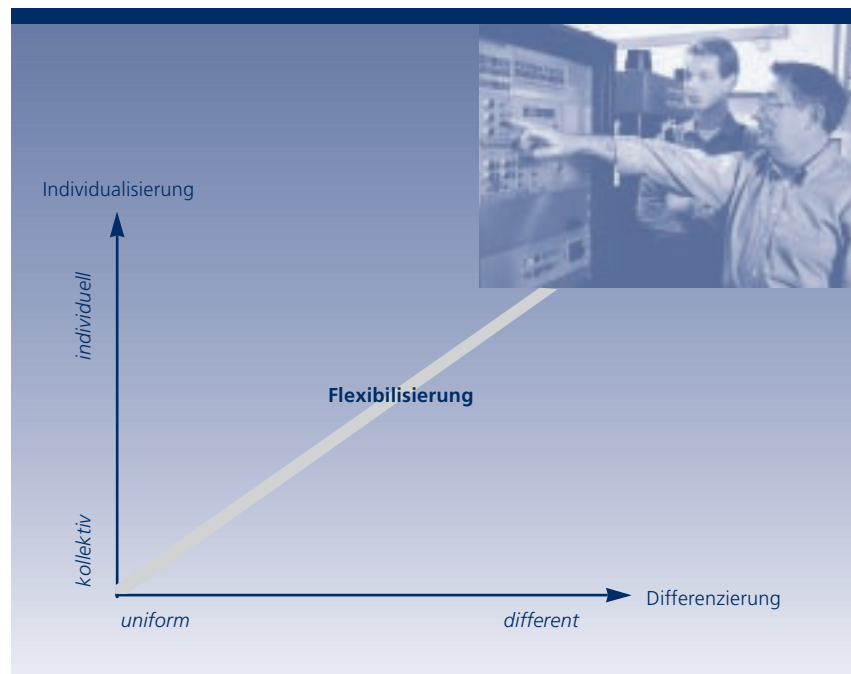 Individualisierung
individuell
Flexibilisierung
kollektiv
Differenzierung
uniform
different